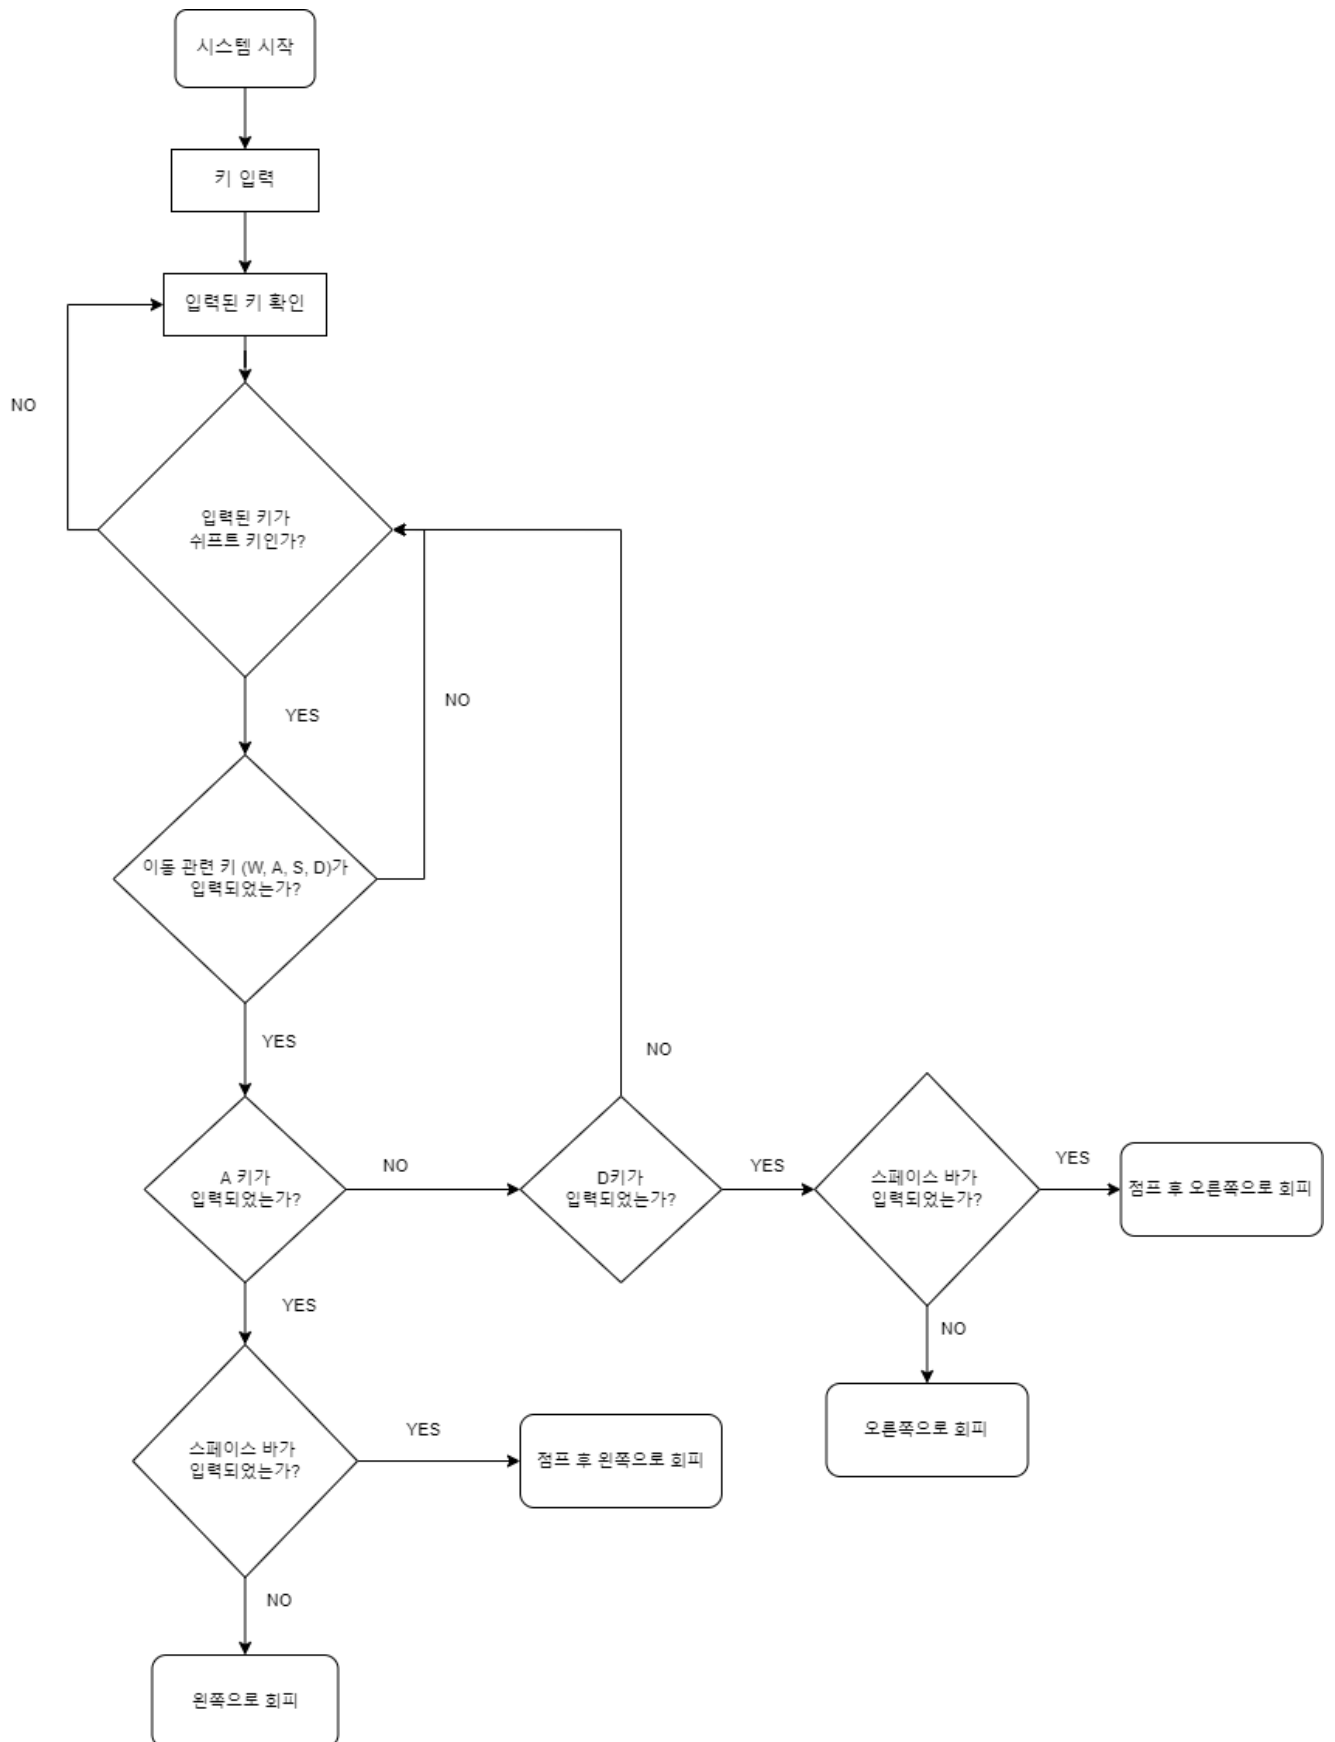 시스템 시작
키 입력
입력된 키 확인
NO
입력된 키가
쉬프트 키인가?
NO
YES
이동 관련 키 (W, A, S, D)가
입력되었는가?
YES
NO
A 키가
입력되었는가?
NO
D키가
입력되었는가?
YES
스페이스 바가
입력되었는가?
YES
점프 후 오른쪽으로 회피
YES
NO
오른쪽으로 회피
스페이스 바가
입력되었는가?
YES
점프 후 왼쪽으로 회피
NO
왼쪽으로 회피